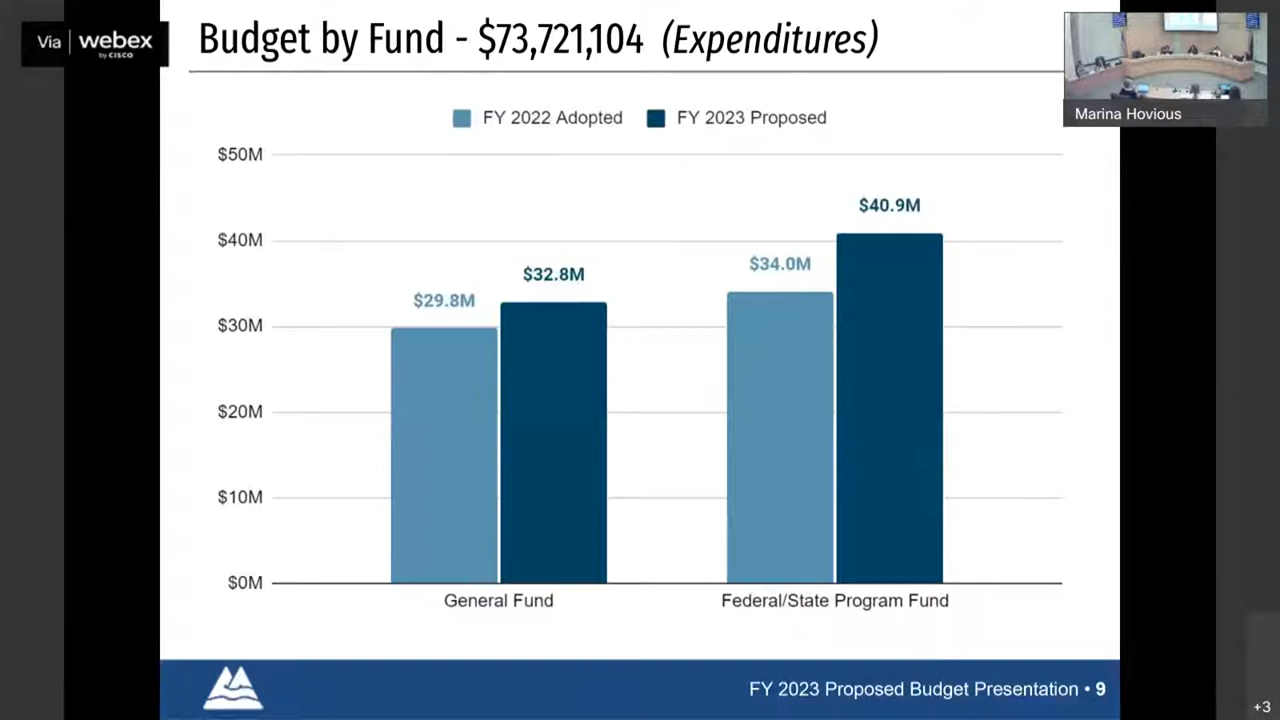 Via | webex
by CISCO
Budget by Fund - $73,721,104 (Expenditures)
Marina Hovious
FY 2022 Adopted
FY 2023 Proposed
$50M
$40M
$30M
$20M
$10M
$0M
$29.8M
$32.8M
$34.0M
$40.9M
General Fund
Federal/State Program Fund
FY 2023 Proposed Budget Presentation • 9
+3